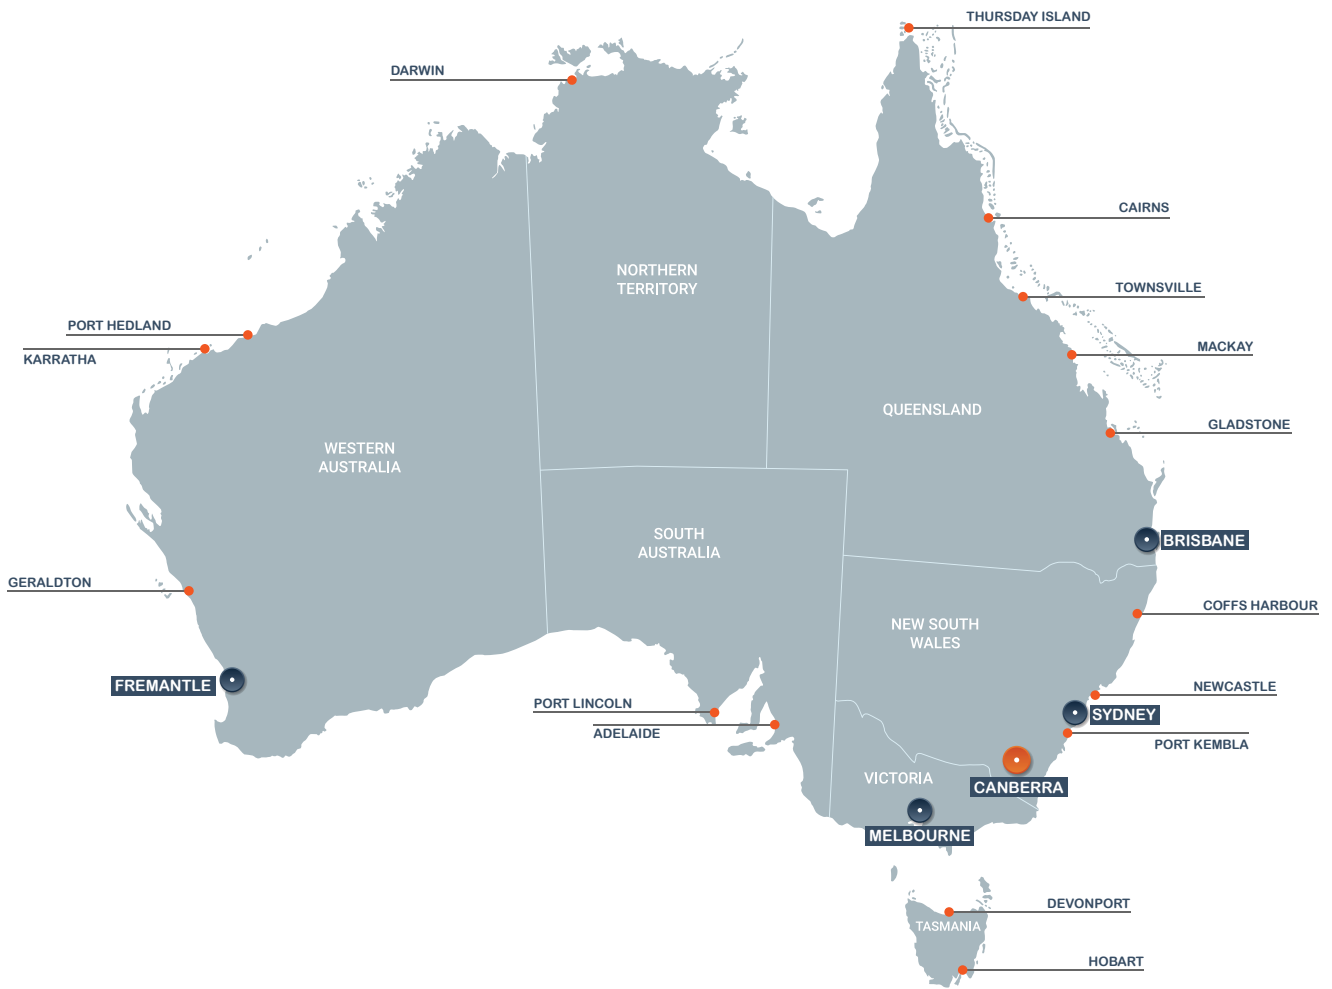 THURSDAY ISLAND
DARWIN
CAIRNS
NORTHERN
TERRITORY
TOWNSVILLE
PORT HEDLAND
KARRATHA
MACKAY
QUEENSLAND
GLADSTONE
WESTERN
AUSTRALIA
SOUTH
AUSTRALIA
BRISBANE
GERALDTON
COFFS HARBOUR
NEW SOUTH
WALES
FREMANTLE
NEWCASTLE
PORT LINCOLN
SYDNEY
ADELAIDE
PORT KEMBLA
VICTORIA
CANBERRA
MELBOURNE
DEVONPORT
TASMANIA
HOBART